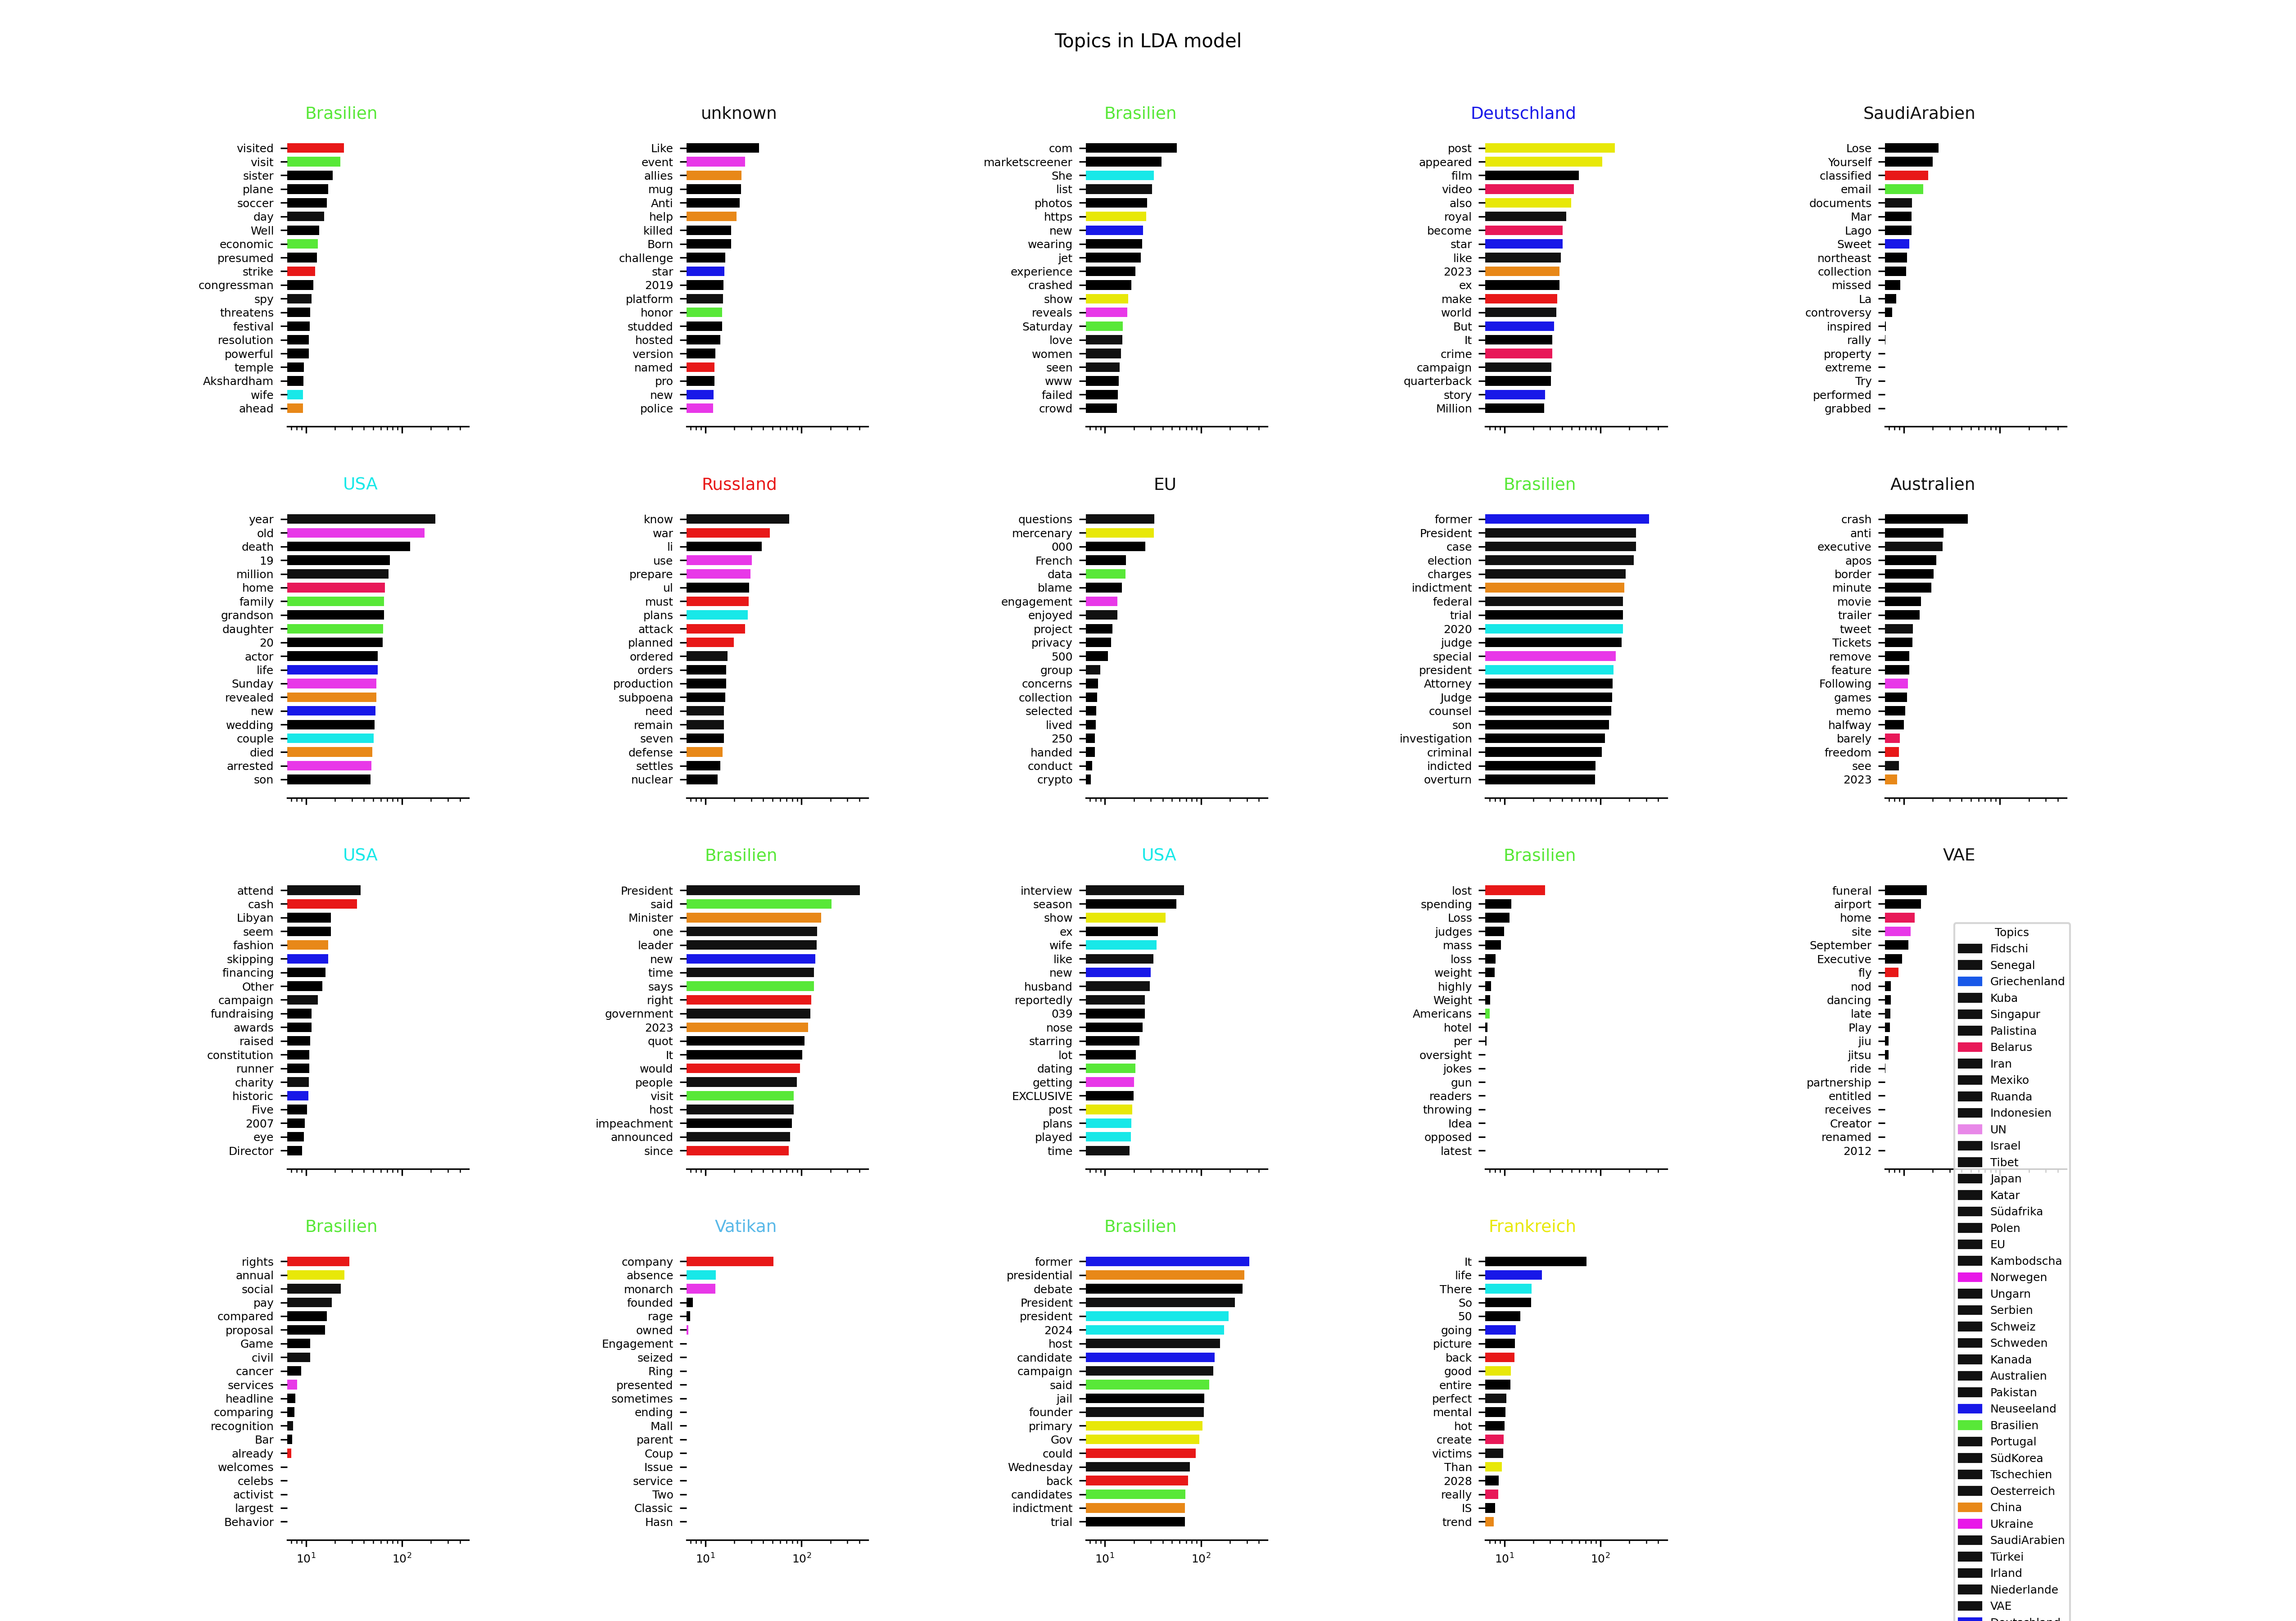 Topics in LDA model
Brasilien
visited
visit
sister
plane
soccer
day
Well
economic
presumed
strike
congressman
spy
threatens
festival
resolution
powerful
temple
Akshardham
wife
ahead
unknown
Like
event
allies
mug
Anti
help
killed
Born
challenge
star
2019
platform
honor
studded
hosted
version
named
pro
new
police
Brasilien
com
marketscreener
She
list
photos
https
new
wearing
jet
experience
crashed
show
reveals
Saturday
love
women
seen
www
failed
crowd
Deutschland
post
appeared
film
video
also
royal
become
star
like
2023
ex
make
world
But
It
crime
campaign
quarterback
story
Million
SaudiArabien
Lose
Yourself
classified
email
documents
Mar
Lago
Sweet
northeast
collection
missed
La
controversy
inspired
rally
property
extreme
Try
performed
grabbed
USA
year
old
death
19
million
home
family
grandson
daughter
20
actor
life
Sunday
revealed
new
wedding
couple
died
arrested
son
Russland
know
war
li
use
prepare
ul
must
plans
attack
planned
ordered
orders
production
subpoena
need
remain
seven
defense
settles
nuclear
EU
questions
mercenary
000
French
data
blame
engagement
enjoyed
project
privacy
500
group
concerns
collection
selected
lived
250
handed
conduct
crypto
Brasilien
former
President
case
election
charges
indictment
federal
trial
2020
judge
special
president
Attorney
Judge
counsel
son
investigation
criminal
indicted
overturn
Australien
crash
anti
executive
apos
border
minute
movie
trailer
tweet
Tickets
remove
feature
Following
games
memo
halfway
barely
freedom
see
2023
USA
attend
cash
Libyan
seem
fashion
skipping
financing
Other
campaign
fundraising
awards
raised
constitution
runner
charity
historic
Five
2007
eye
Director
Brasilien
President
said
Minister
one
leader
new
time
says
right
government
2023
quot
It
would
people
visit
host
impeachment
announced
since
USA
interview
season
show
ex
wife
like
new
husband
reportedly
039
nose
starring
lot
dating
getting
EXCLUSIVE
post
plans
played
time
Brasilien
lost
spending
Loss
judges
mass
loss
weight
highly
Weight
Americans
hotel
per
oversight
jokes
gun
readers
throwing
Idea
opposed
latest
VAE
funeral
airport
home
site
September
Executive
fly
nod
dancing
late
Play
jiu
jitsu
ride
partnership
entitled
receives
Creator
renamed
2012
Brasilien
rights
annual
social
pay
compared
proposal
Game
civil
cancer
services
headline
comparing
recognition
Bar
already
welcomes
celebs
activist
largest
Behavior
10¹ 10²
Vatikan
company
absence
monarch
founded
rage
owned
Engagement
seized
Ring
presented
sometimes
ending
Mall
parent
Coup
Issue
service
Two
Classic
Hasn
10¹ 10²
Brasilien
former
presidential
debate
President
president
2024
host
candidate
campaign
said
jail
founder
primary
Gov
could
Wednesday
back
candidates
indictment
trial
10¹ 10²
Frankreich
It
life
There
So
50
going
picture
back
good
entire
perfect
mental
hot
create
victims
Than
2028
really
IS
trend
10¹ 10²
Topics
Fidschi
Senegal
Griechenland
Kuba
Singapur
Palistina
Belarus
Iran
Mexiko
Ruanda
Indonesien
UN
Israel
Tibet
Japan
Katar
Südafrika
Polen
EU
Kambodscha
Norwegen
Ungarn
Serbien
Schweiz
Schweden
Kanada
Australien
Pakistan
Neuseeland
Brasilien
Portugal
SüdKorea
Tschechien
Oesterreich
China
Ukraine
SaudiArabien
Türkei
Irland
Niederlande
VAE